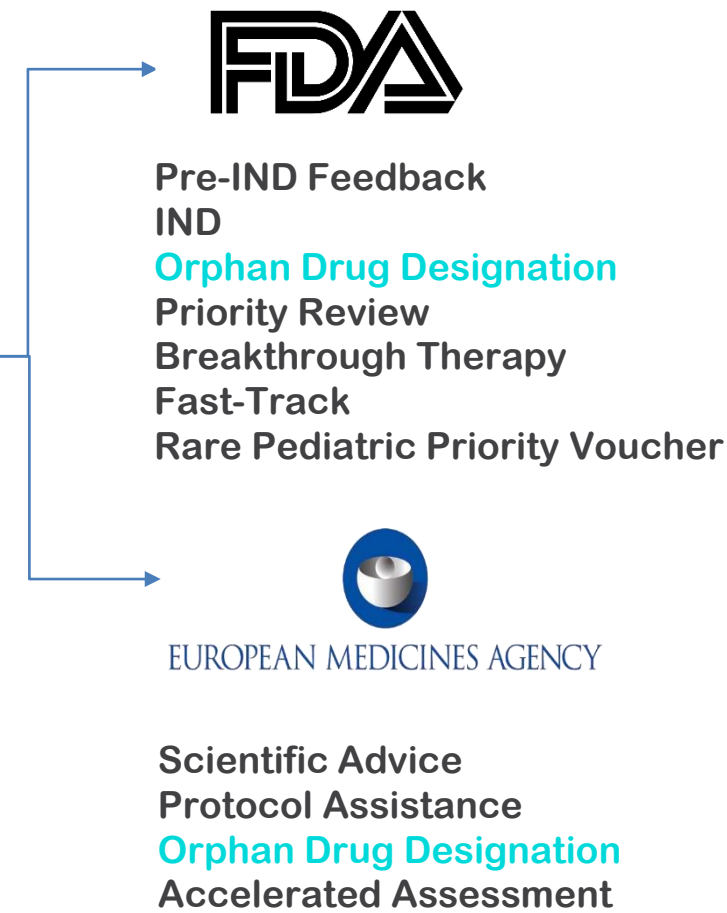 FDA
Pre-IND Feedback
IND
Orphan Drug Designation
Priority Review
Breakthrough Therapy
Fast-Track
Rare Pediatric Priority Voucher
EUROPEAN MEDICINES AGENCY
Scientific Advice
Protocol Assistance
Orphan Drug Designation
Accelerated Assessment